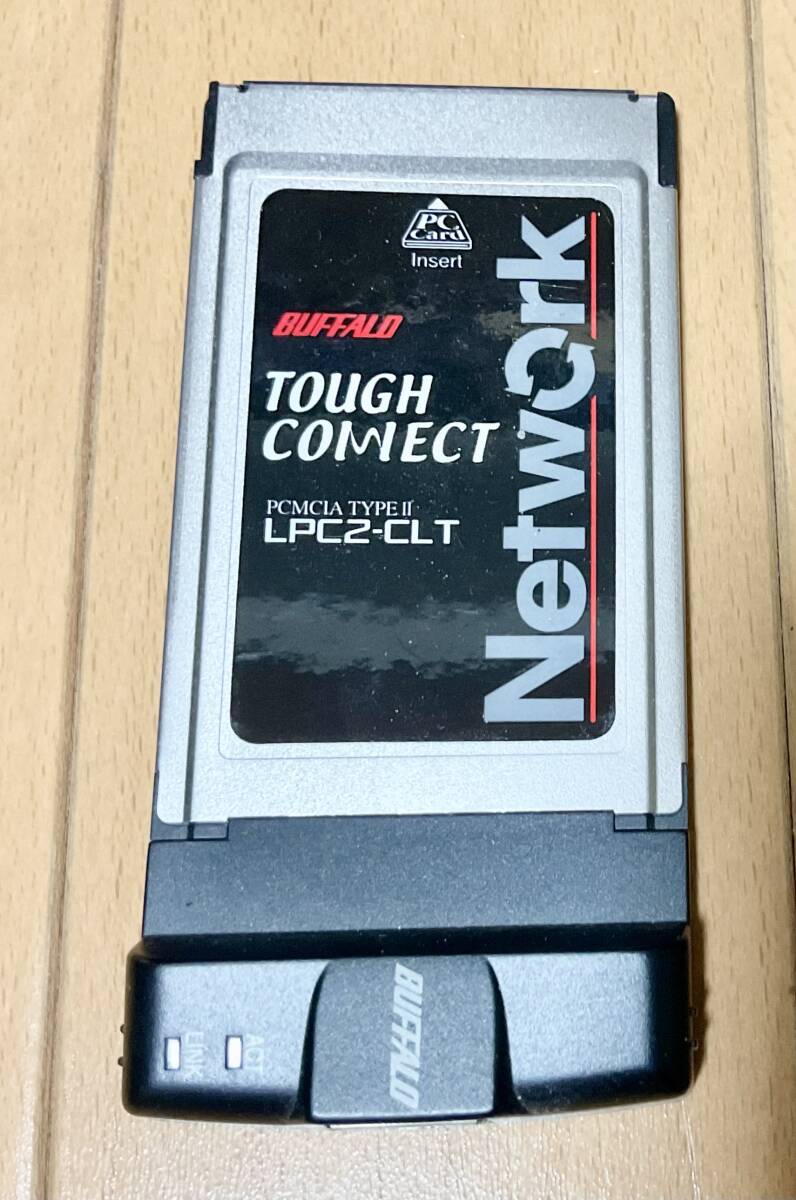 PC Card
Insert
BUFFALO
TOUGH
CONNECT
PCMCIA TYPE II
LPC2-CLT
Network
BUFFALO
ACT
LINK